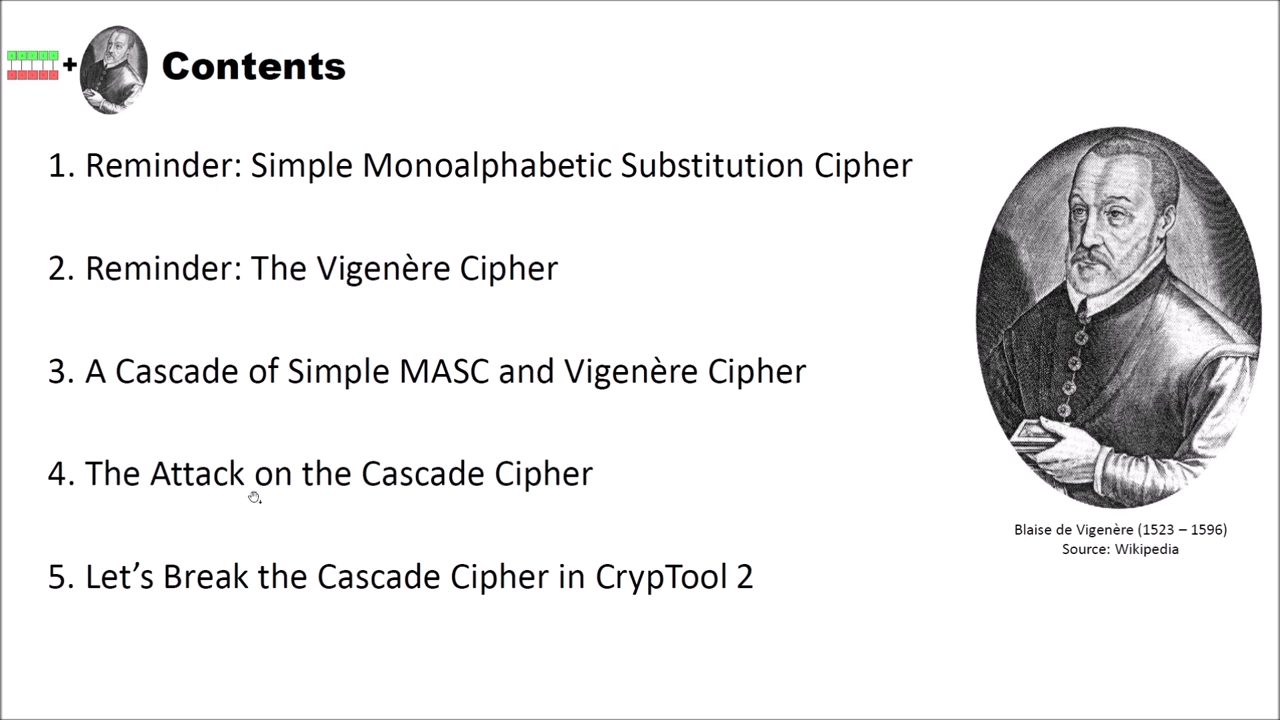 Contents
1. Reminder: Simple Monoalphabetic Substitution Cipher
2. Reminder: The Vigenère Cipher
3. A Cascade of Simple MASC and Vigenère Cipher
4. The Attack on the Cascade Cipher
5. Let’s Break the Cascade Cipher in CrypTool 2
Blaise de Vigenère (1523 – 1596)
Source: Wikipedia